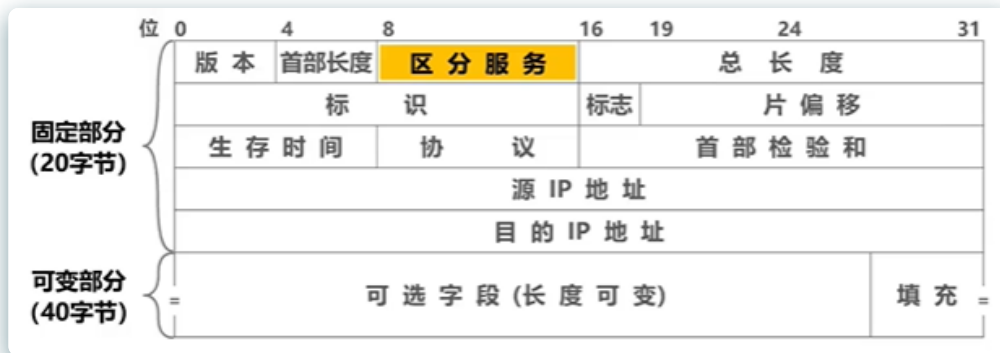 位 0 4 8 16 19 24 31
版本 首部长度 区分服务 总长度
标识 标志 片偏移
固定部分
(20字节)
生存时间 协议 首部检验和
源 IP 地址
目的 IP 地址
可变部分
(40字节)
= 可选字段 (长度可变) 填充 =